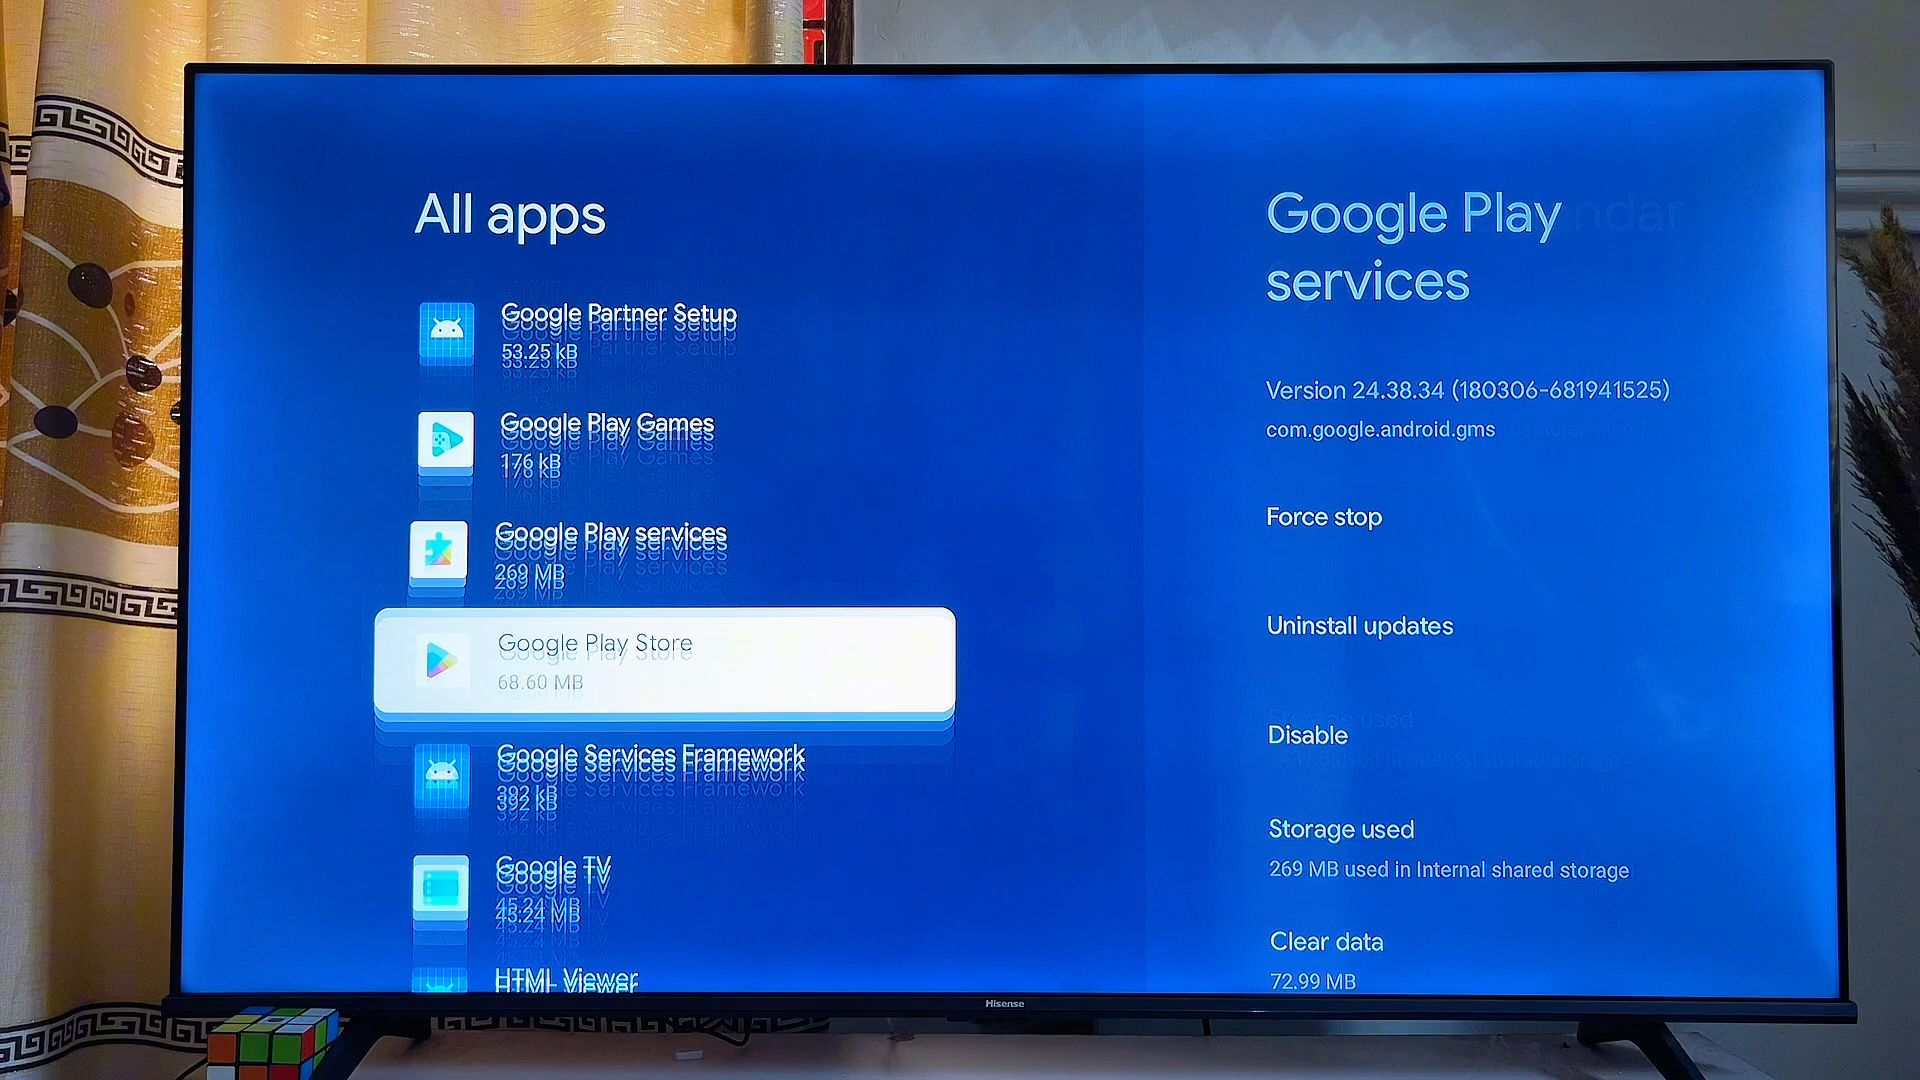 All apps
Google Partner Setup
53.25 kB
Google Play Games
176 kB
Google Play services
269 MB
Google Play Store
68.60 MB
Google Services Framework
392 kB
Google TV
45.24 MB
HTML Viewer
Google Play
services
Version 24.38.34 (180306-681941525)
com.google.android.gms
Force stop
Uninstall updates
Disable
Storage used
269 MB used in Internal shared storage
Clear data
72.99 MB
Hisense